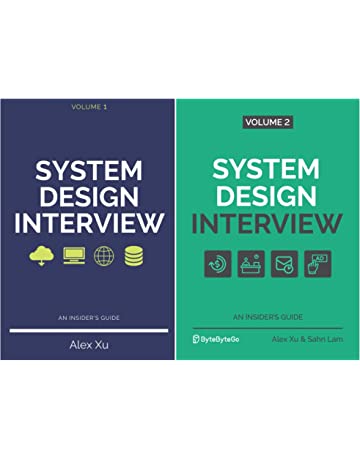 VOLUME 1
SYSTEM
DESIGN
INTERVIEW
AN INSIDER'S GUIDE
Alex Xu
VOLUME 2
SYSTEM
DESIGN
INTERVIEW
$
AD
AN INSIDER'S GUIDE
ByteByteGo
Alex Xu & Sahn Lam